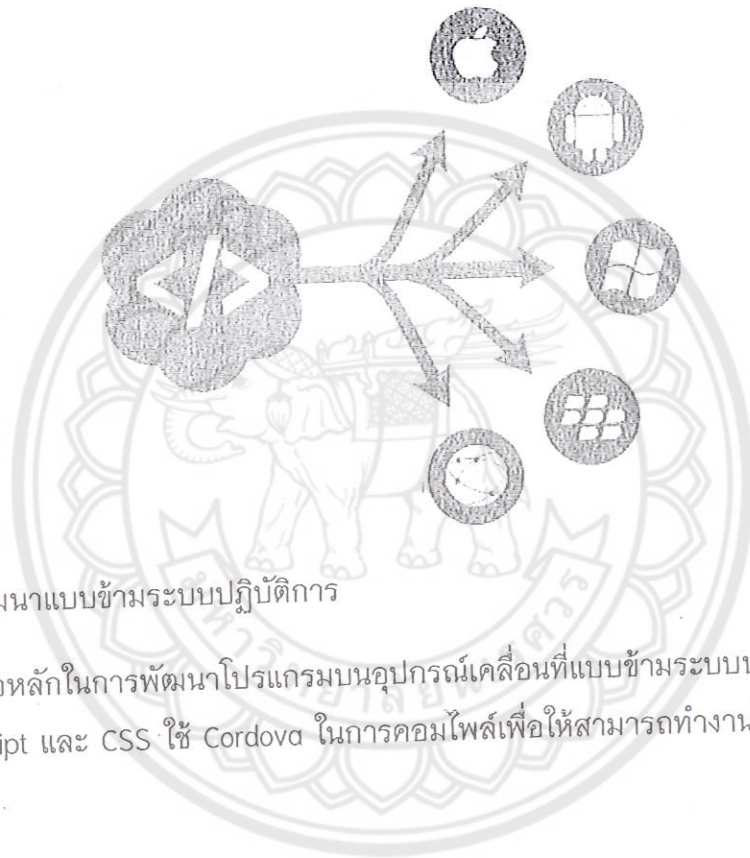 </>
มนาแบบข้ามระบบปฏิบัติการ
งหลักในการพัฒนาโปรแกรมบนอุปกรณ์เคลื่อนที่แบบข้ามระบบ
ipt และ CSS ใช้ Cordova ในการคอมไพล์เพื่อให้สามารถทำงาน